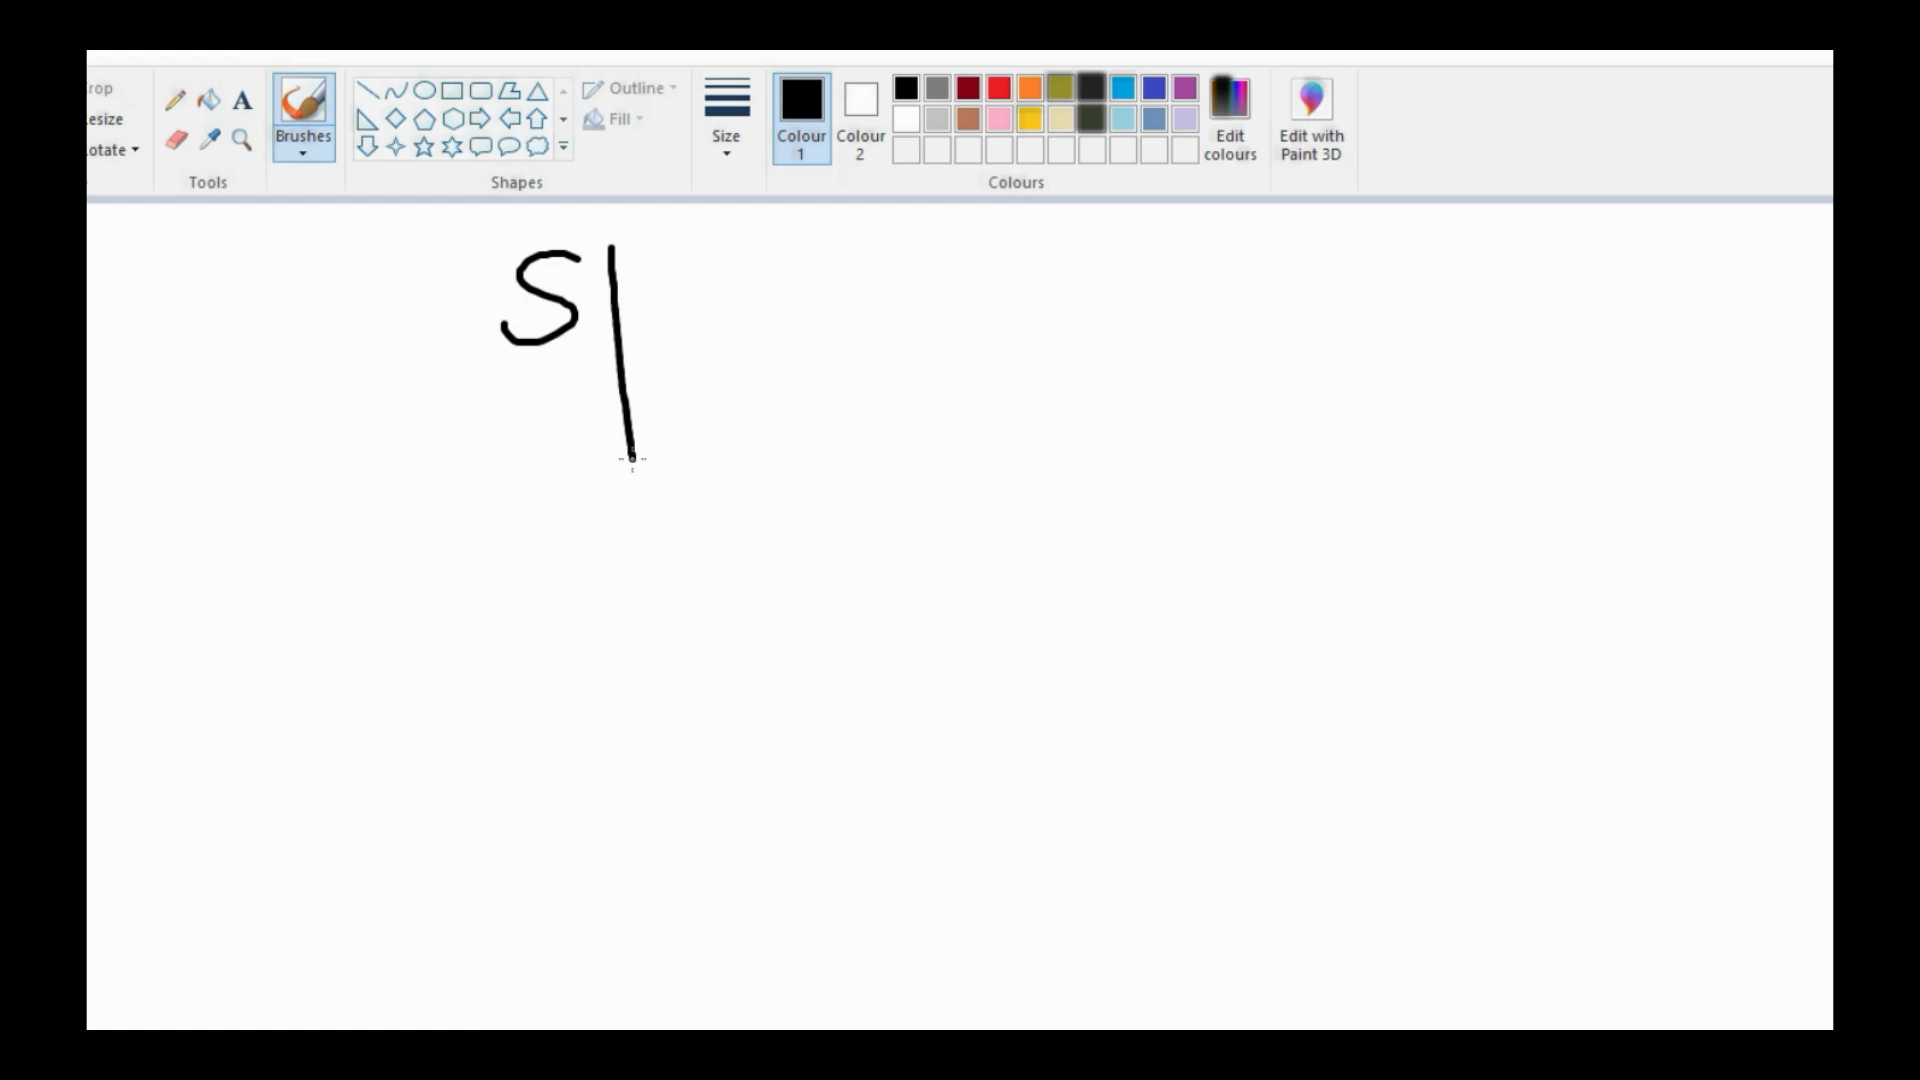 rop
esize
otate
Tools
Brushes
Shapes
Outline
Fill
Size
Colour 1
Colour 2
Colours
Edit colours
Edit with Paint 3D
S|